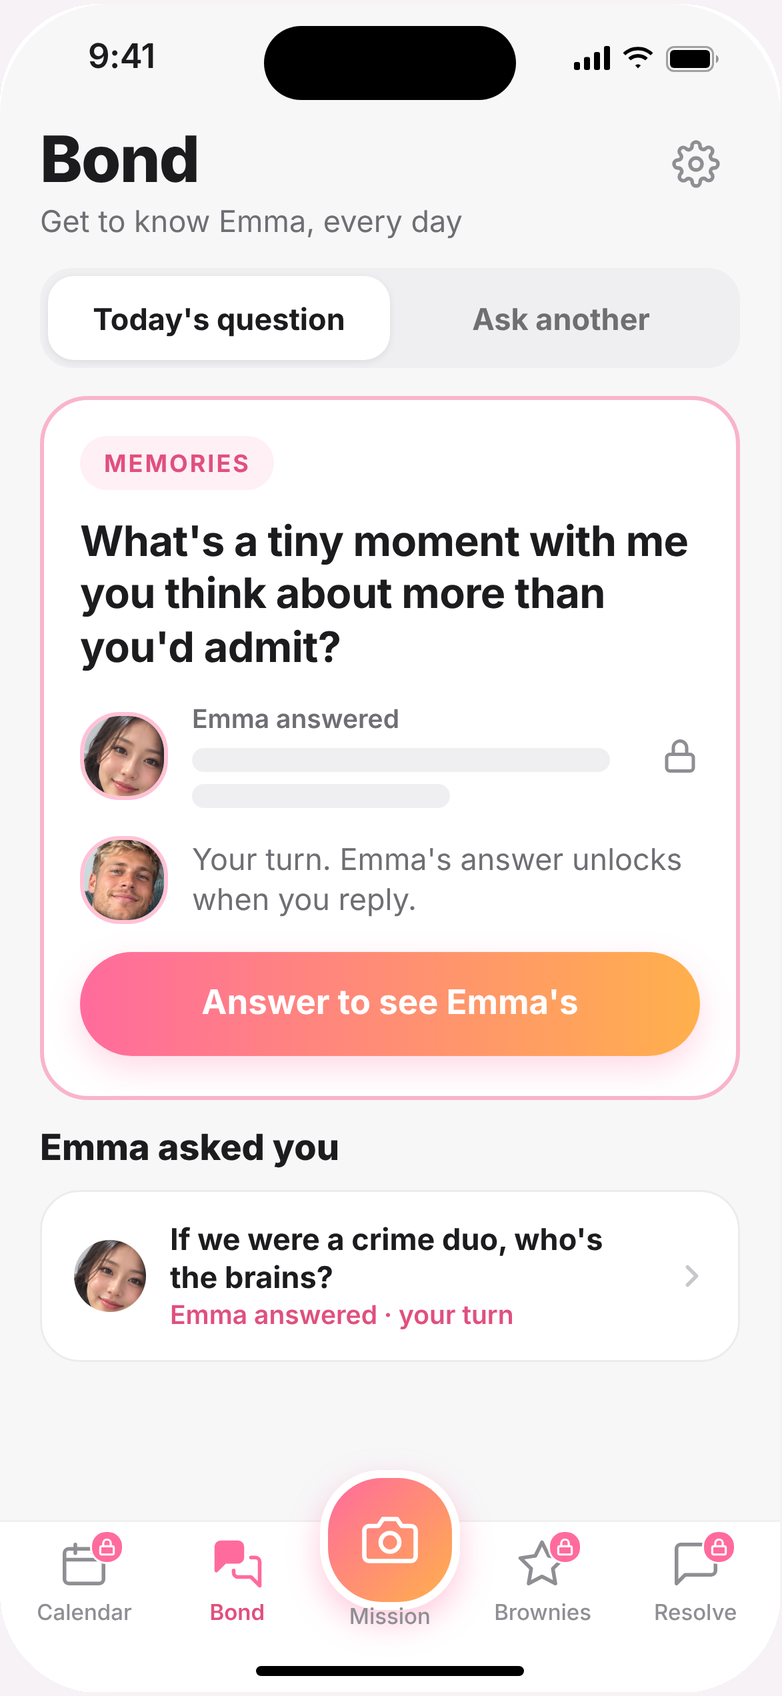 9:41
Bond
Get to know Emma, every day
Today's question
Ask another
MEMORIES
What's a tiny moment with me
you think about more than
you'd admit?
Emma answered
Your turn. Emma's answer unlocks
when you reply.
Answer to see Emma's
Emma asked you
If we were a crime duo, who's
the brains?
Emma answered · your turn
Calendar
Bond
Mission
Brownies
Resolve